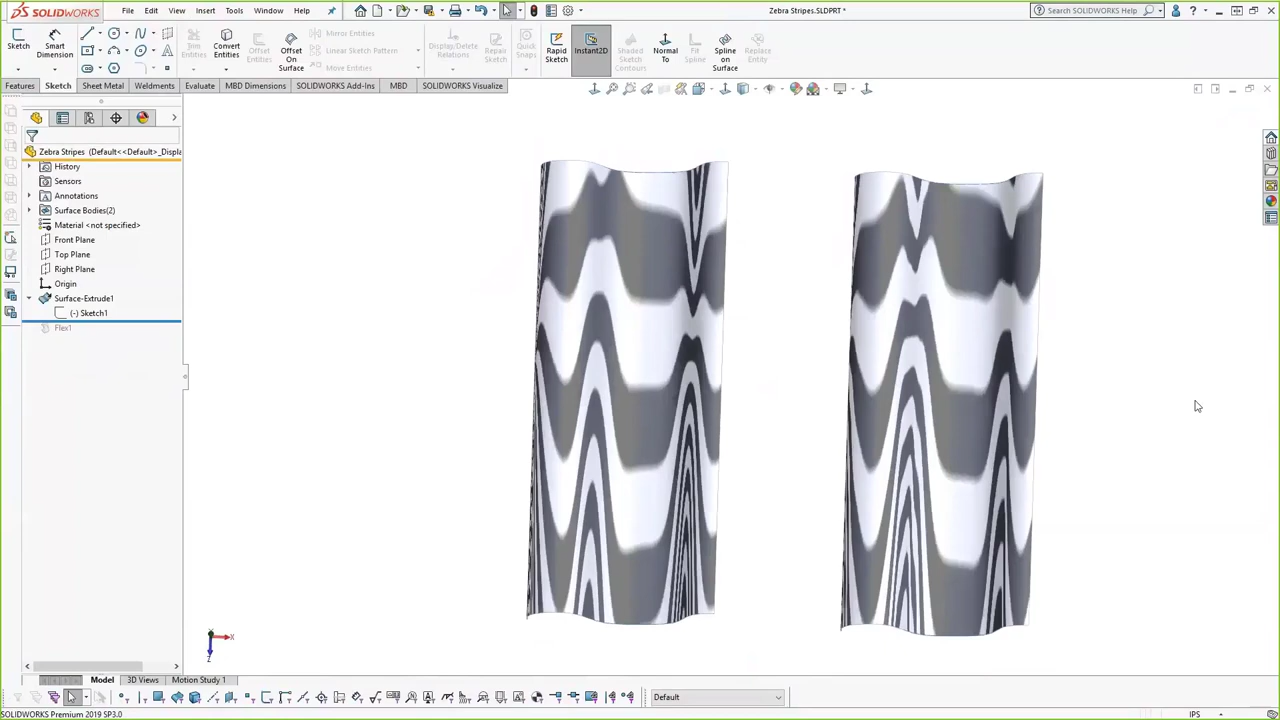 SOLIDWORKS
File
Edit
View
Insert
Tools
Window
Help
Zebra Stripes.SLDPRT *
Search SOLIDWORKS Help
Sketch
Smart
Dimension
Trim
Entities
Convert
Entities
Offset
Entities
Offset
On
Surface
Mirror Entities
Linear Sketch Pattern
Move Entities
Display/Delete
Relations
Repair
Sketch
Quick
Snaps
Rapid
Sketch
Instant2D
Shaded
Sketch
Contours
Normal
To
Fit
Spline
Spline
on
Surface
Replace
Entity
Features
Sketch
Sheet Metal
Weldments
Evaluate
MBD Dimensions
SOLIDWORKS Add-Ins
MBD
SOLIDWORKS Visualize
Zebra Stripes (Default<<Default>_Displa
History
Sensors
Annotations
Surface Bodies(2)
Material <not specified>
Front Plane
Top Plane
Right Plane
Origin
Surface-Extrude1
(-) Sketch1
Flex1
X
Z
Model
3D Views
Motion Study 1
Default
SOLIDWORKS Premium 2019 SP3.0
IPS